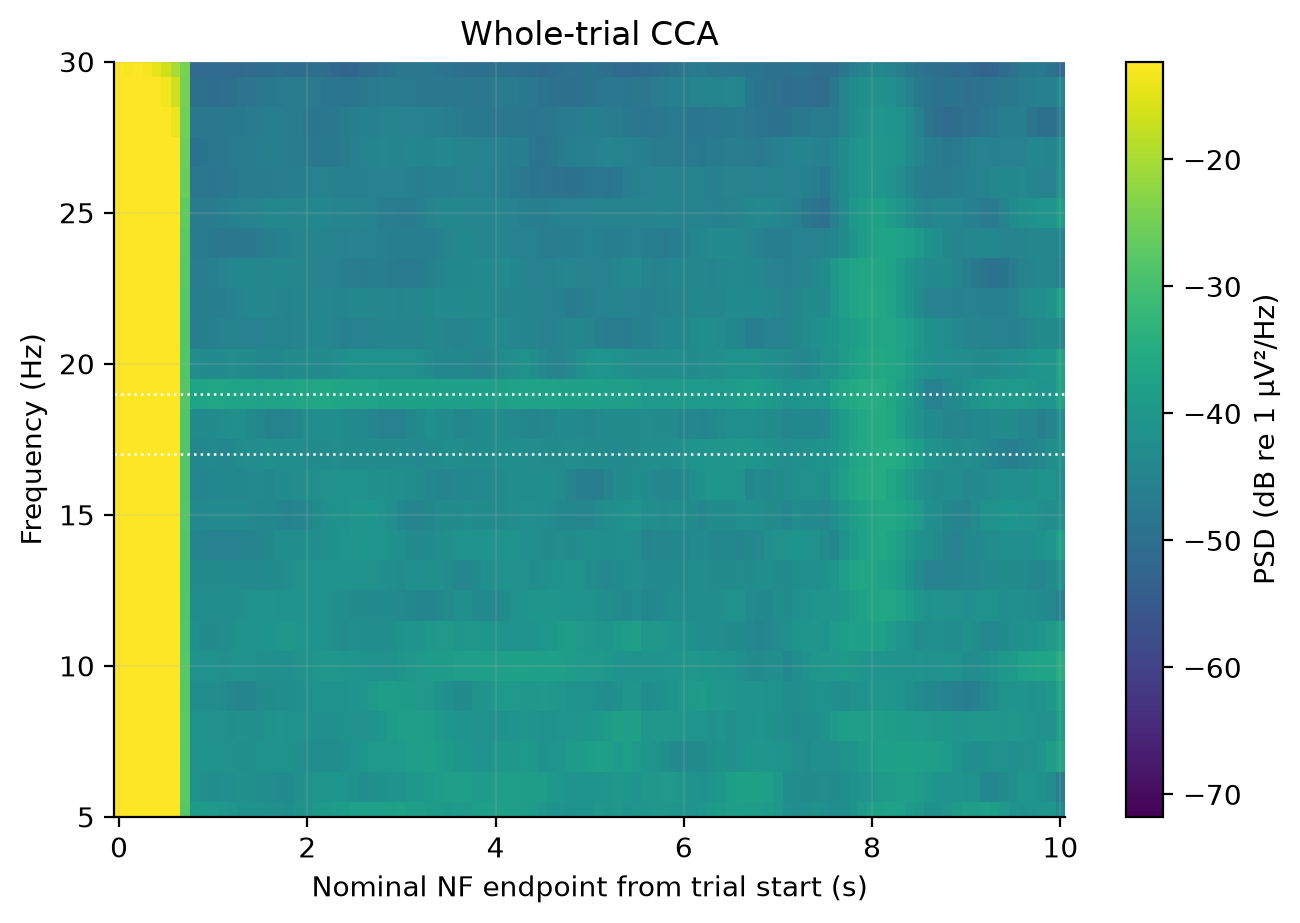 Whole-trial CCA
30
25
20
15
10
5
Frequency (Hz)
0 2 4 6 8 10
Nominal NF endpoint from trial start (s)
−20
−30
−40
−50
−60
−70
PSD (dB re 1 µV²/Hz)